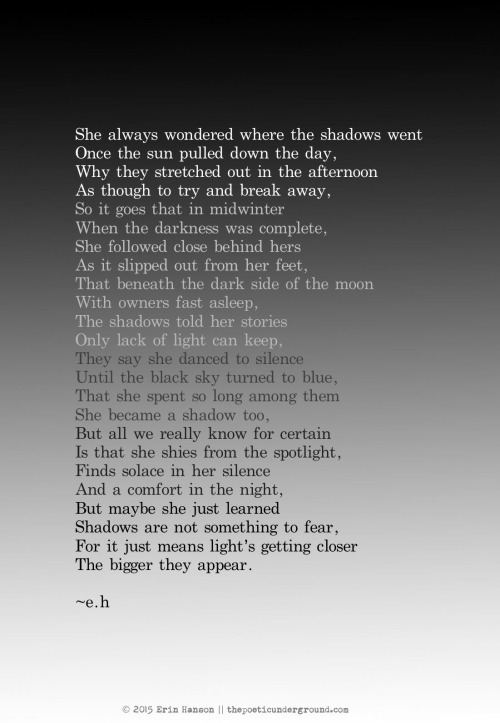 She always wondered where the shadows went
Once the sun pulled down the day,
Why they stretched out in the afternoon
As though to try and break away,
So it goes that in midwinter
When the darkness was complete,
She followed close behind hers
As it slipped out from her feet,
That beneath the dark side of the moon
With owners fast asleep,
The shadows told her stories
Only lack of light can keep,
They say she danced to silence
Until the black sky turned to blue,
That she spent so long among them
She became a shadow too,
But all we really know for certain
Is that she shies from the spotlight,
Finds solace in her silence
And a comfort in the night,
But maybe she just learned
Shadows are not something to fear,
For it just means light's getting closer
The bigger they appear.
~e.h
© 2015 Erin Hanson || thepoeticunderground.com